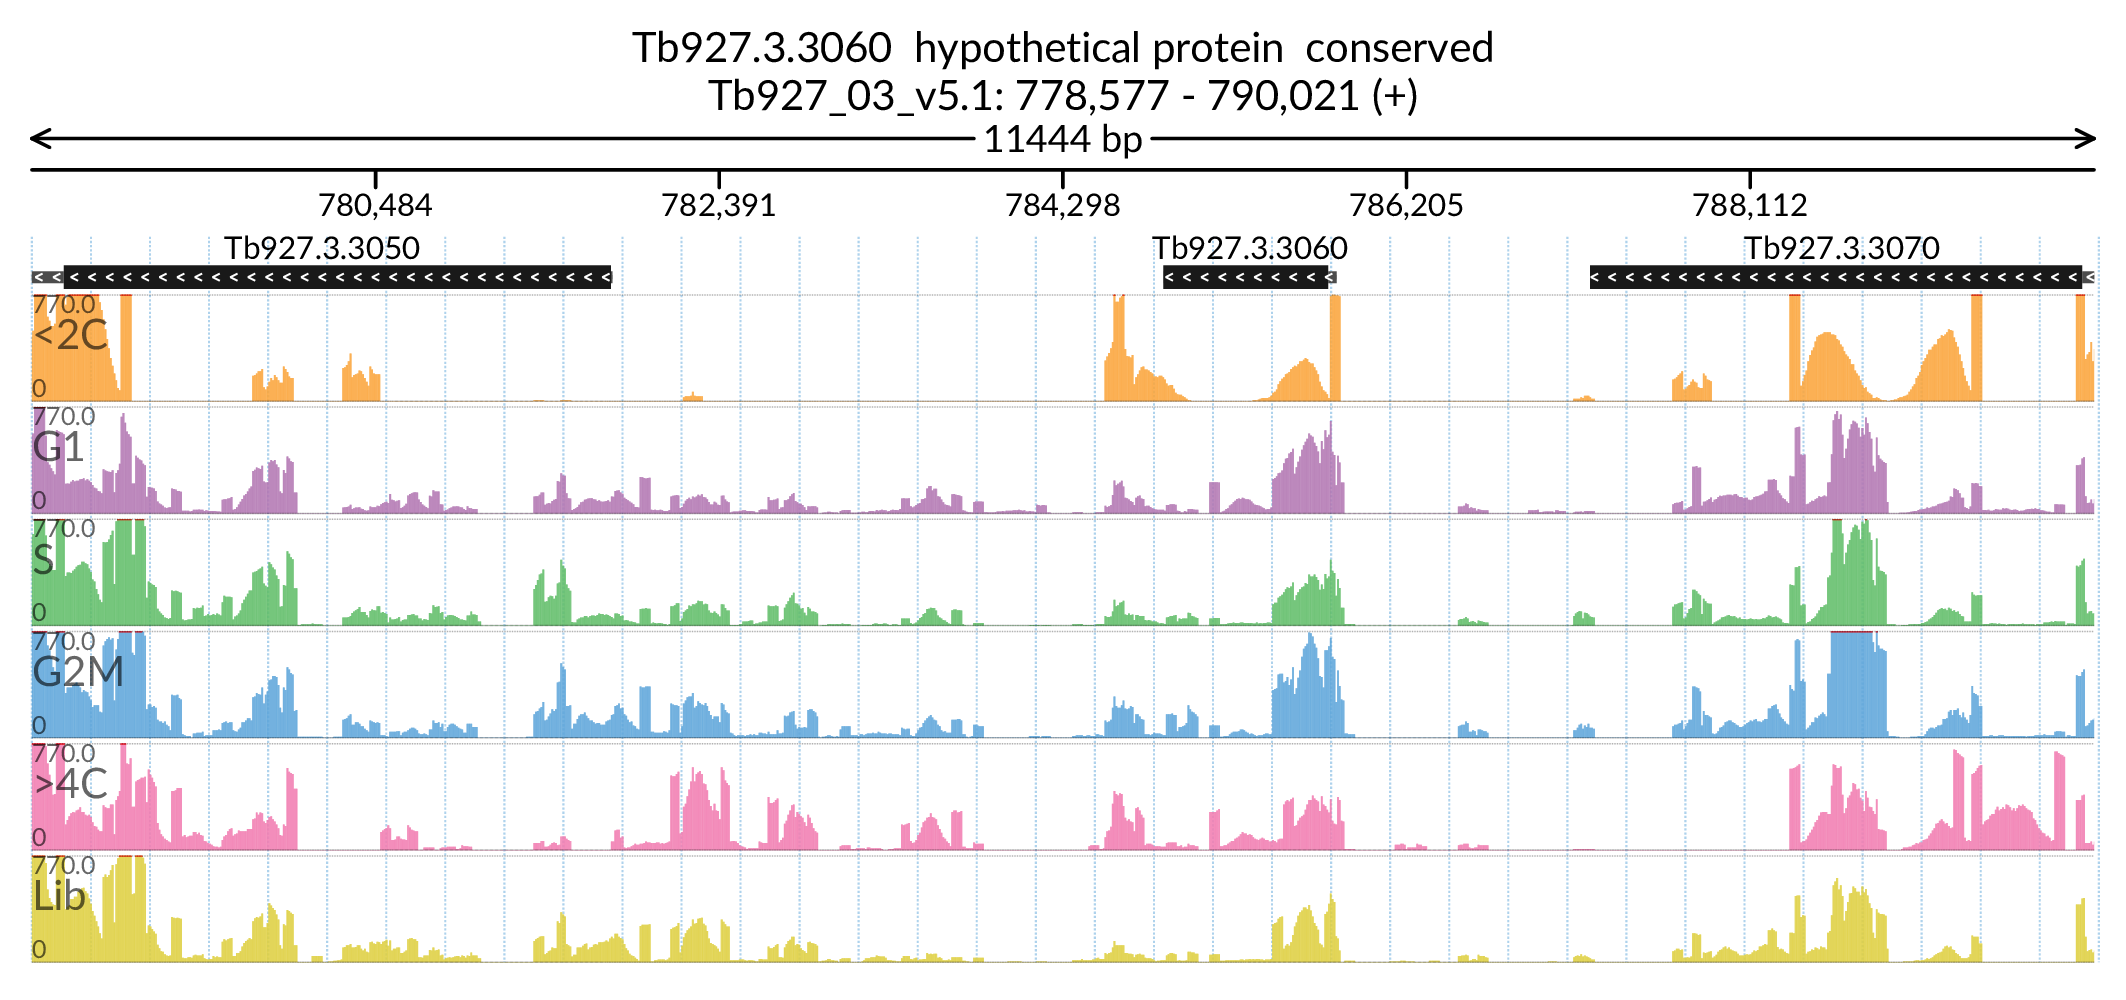 Tb927.3.3060 hypothetical protein conserved
Tb927_03_v5.1: 778,577 - 790,021 (+)
11444 bp
780,484 782,391 784,298 786,205 788,112
Tb927.3.3050 Tb927.3.3060 Tb927.3.3070
770.0
<2C
0
770.0
G1
0
770.0
S
0
770.0
G2M
0
770.0
>4C
0
770.0
Lib
0